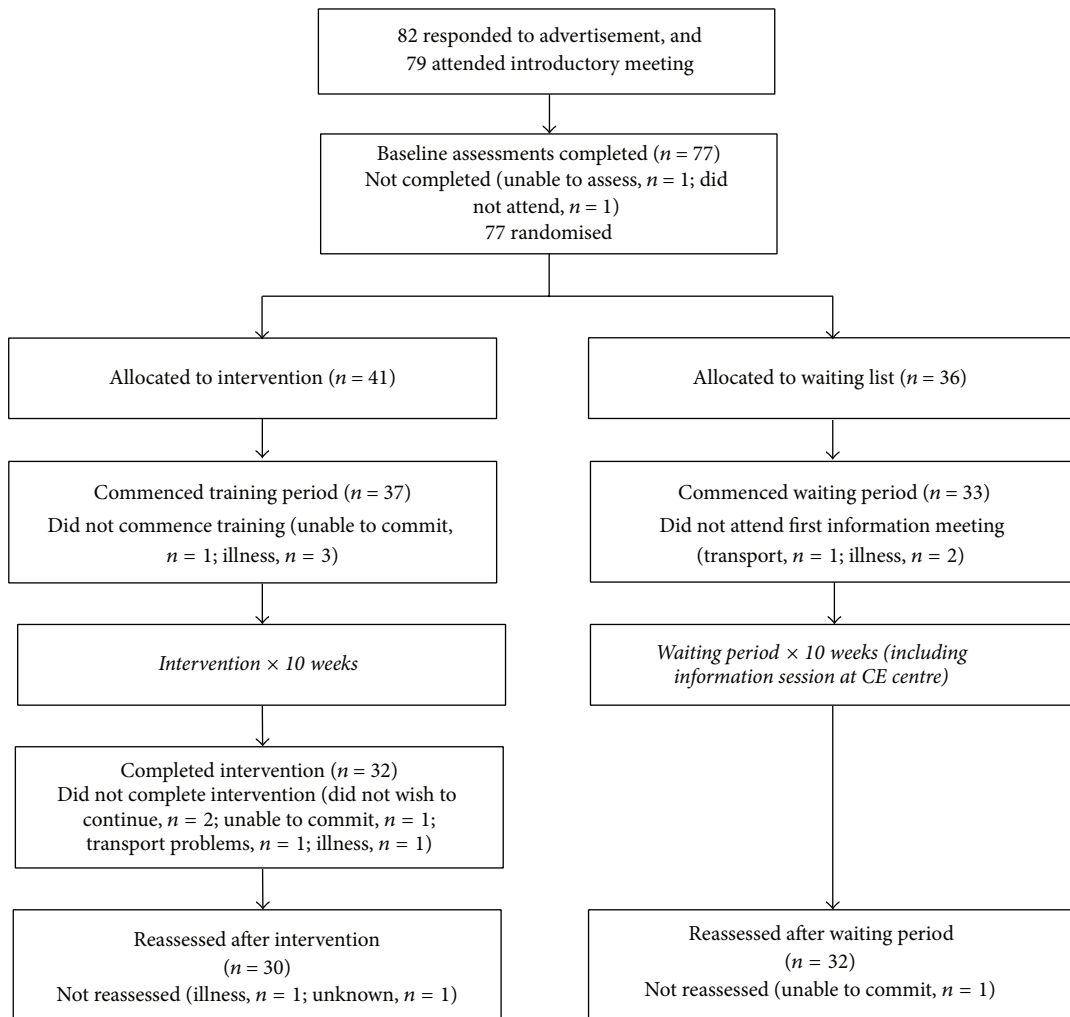 82 responded to advertisement, and
79 attended introductory meeting
Baseline assessments completed (n = 77)
Not completed (unable to assess, n = 1; did
not attend, n = 1)
77 randomised
Allocated to intervention (n = 41)
Allocated to waiting list (n = 36)
Commenced training period (n = 37)
Did not commence training (unable to commit,
n = 1; illness, n = 3)
Commenced waiting period (n = 33)
Did not attend first information meeting
(transport, n = 1; illness, n = 2)
Intervention × 10 weeks
Waiting period × 10 weeks (including
information session at CE centre)
Completed intervention (n = 32)
Did not complete intervention (did not wish to
continue, n = 2; unable to commit, n = 1;
transport problems, n = 1; illness, n = 1)
Reassessed after intervention
(n = 30)
Not reassessed (illness, n = 1; unknown, n = 1)
Reassessed after waiting period
(n = 32)
Not reassessed (unable to commit, n = 1)